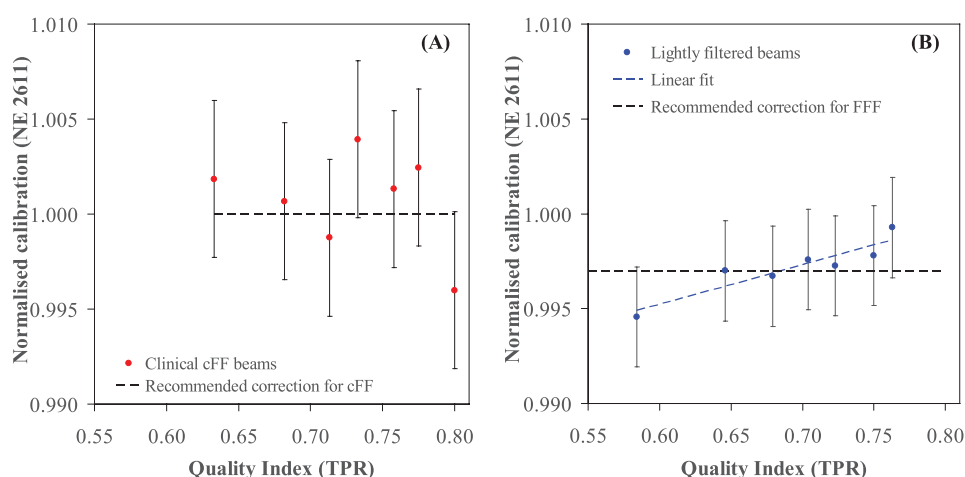 Normalised calibration (NE 2611)
1.010
1.005
1.000
0.995
0.990
(A)
Clinical cFF beams
Recommended correction for cFF
0.55 0.60 0.65 0.70 0.75 0.80
Quality Index (TPR)
Normalised calibration (NE 2611)
1.010
1.005
1.000
0.995
0.990
(B)
Lightly filtered beams
Linear fit
Recommended correction for FFF
0.55 0.60 0.65 0.70 0.75 0.80
Quality Index (TPR)